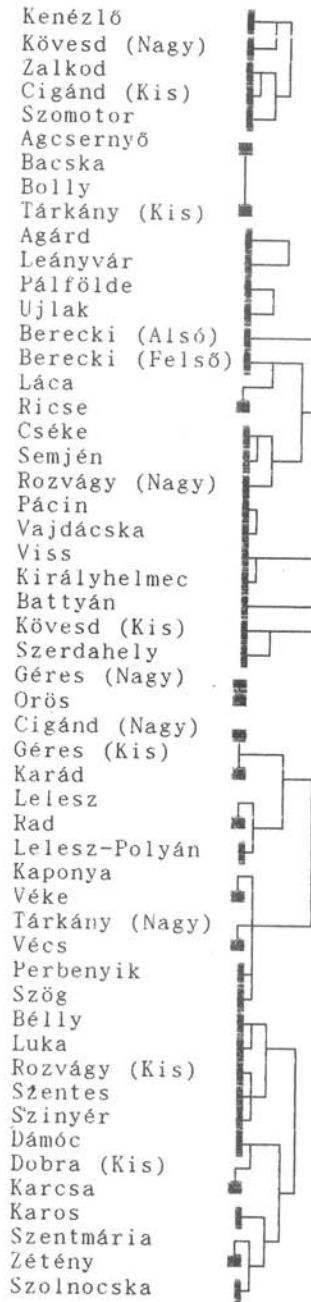 Kenézlő
Kövesd (Nagy)
Zalkod
Cigánd (Kis)
Szomotor
Agcsernyő
Bacska
Bolly
Tárkány (Kis)
Agárd
Leányvár
Pálfölde
Ujlak
Berecki (Alsó)
Berecki (Felső)
Láca
Ricse
Cséke
Semjén
Rozvágy (Nagy)
Pácin
Vajdácska
Viss
Királyhelmec
Battyán
Kövesd (Kis)
Szerdahely
Géres (Nagy)
Orös
Cigánd (Nagy)
Géres (Kis)
Karád
Lelesz
Rad
Lelesz-Polyán
Kaponya
Véke
Tárkány (Nagy)
Vécs
Perbenyik
Szög
Bélly
Luka
Rozvágy (Kis)
Szentes
Szinyér
Dámóc
Dobra (Kis)
Karcsa
Karos
Szentmária
Zétény
Szolnocska